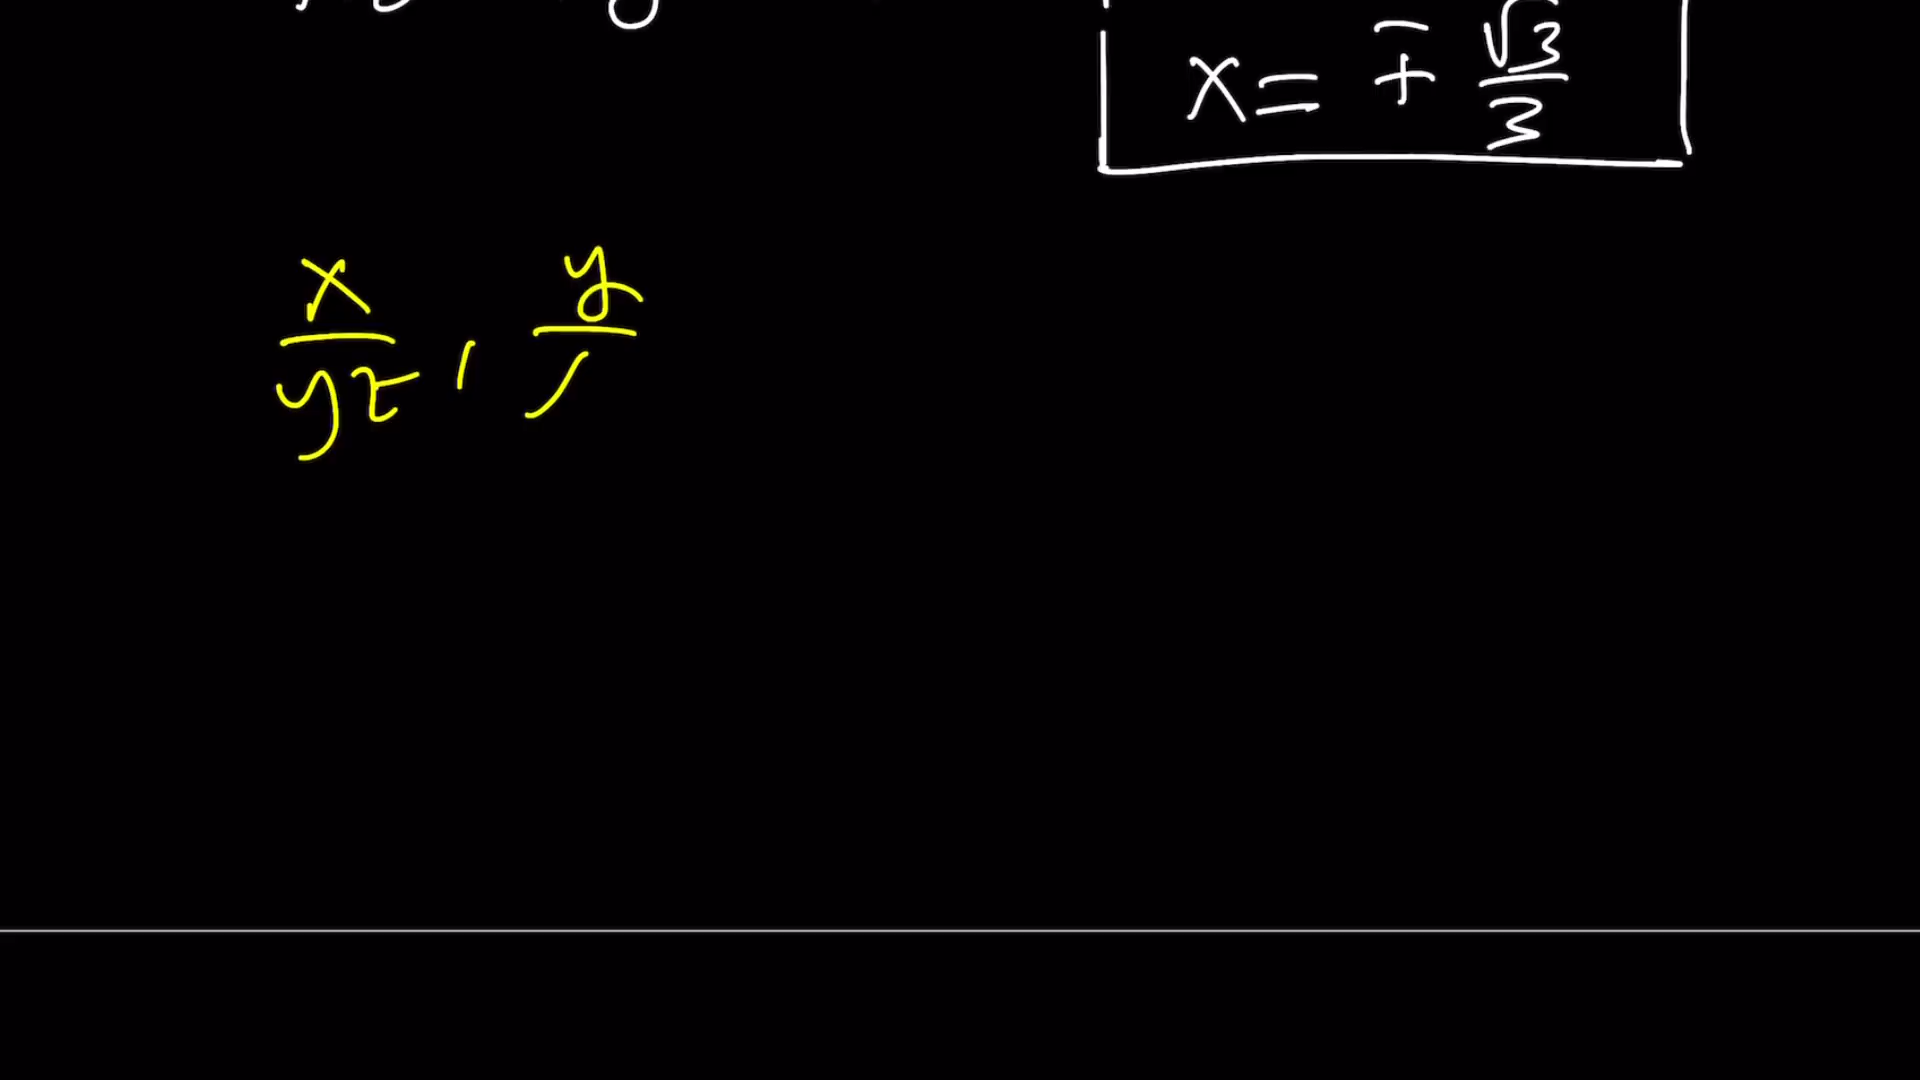 x = ∓ √3/3
x/yz , y/